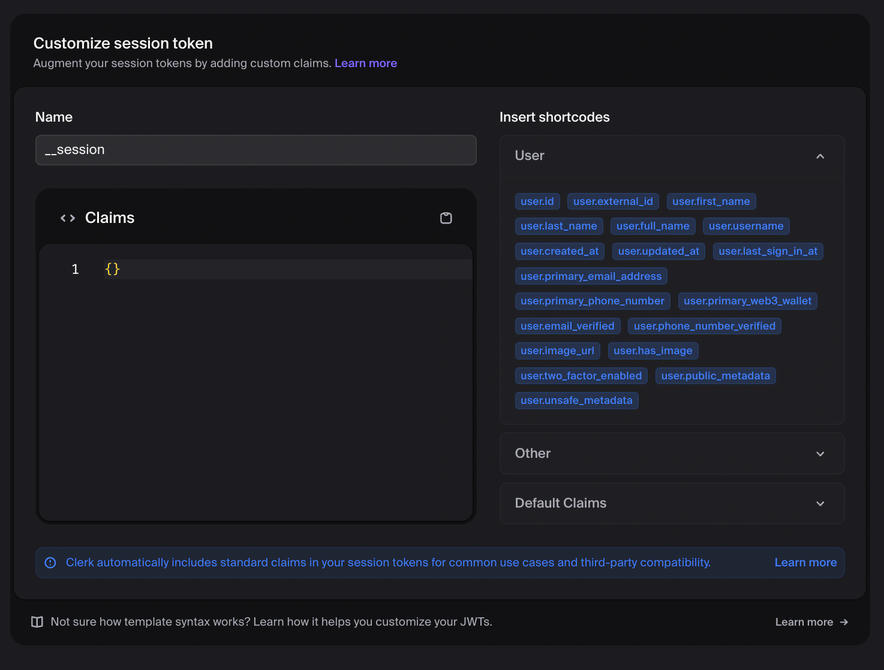 Customize session token
Augment your session tokens by adding custom claims. Learn more
Name
__session
Claims
1 {}
Insert shortcodes
User
user.id user.external_id user.first_name
user.last_name user.full_name user.username
user.created_at user.updated_at user.last_sign_in_at
user.primary_email_address
user.primary_phone_number user.primary_web3_wallet
user.email_verified user.phone_number_verified
user.image_url user.has_image
user.two_factor_enabled user.public_metadata
user.unsafe_metadata
Other
Default Claims
Clerk automatically includes standard claims in your session tokens for common use cases and third-party compatibility. Learn more
Not sure how template syntax works? Learn how it helps you customize your JWTs. Learn more →